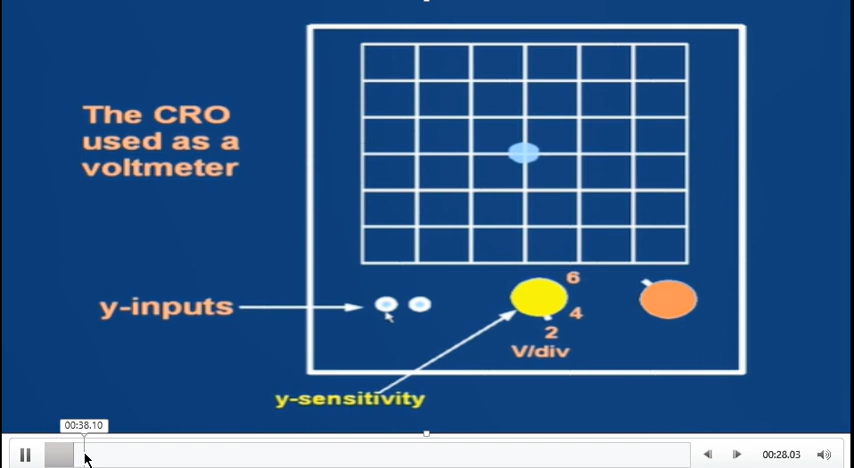 The CRO
used as a
voltmeter
y-inputs
6
4
2
V/div
y-sensitivity
00:38.10
00:28.03